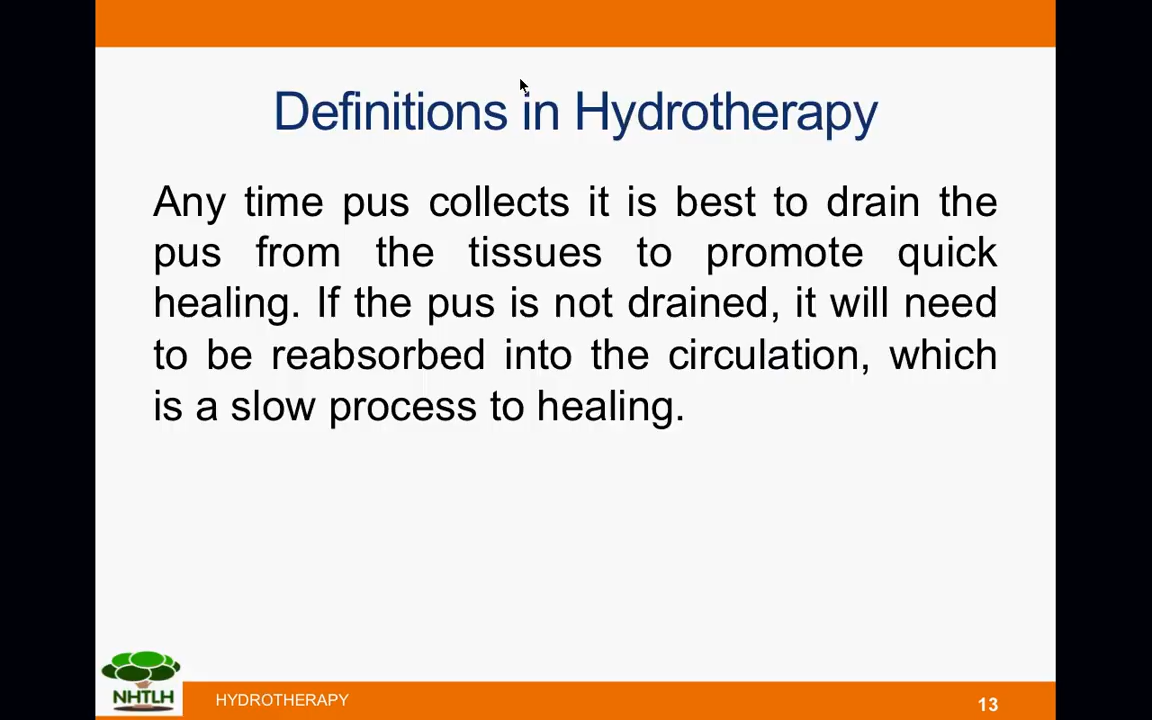 Definitions in Hydrotherapy
Any time pus collects it is best to drain the
pus from the tissues to promote quick
healing. If the pus is not drained, it will need
to be reabsorbed into the circulation, which
is a slow process to healing.
NHTLH
HYDROTHERAPY
13